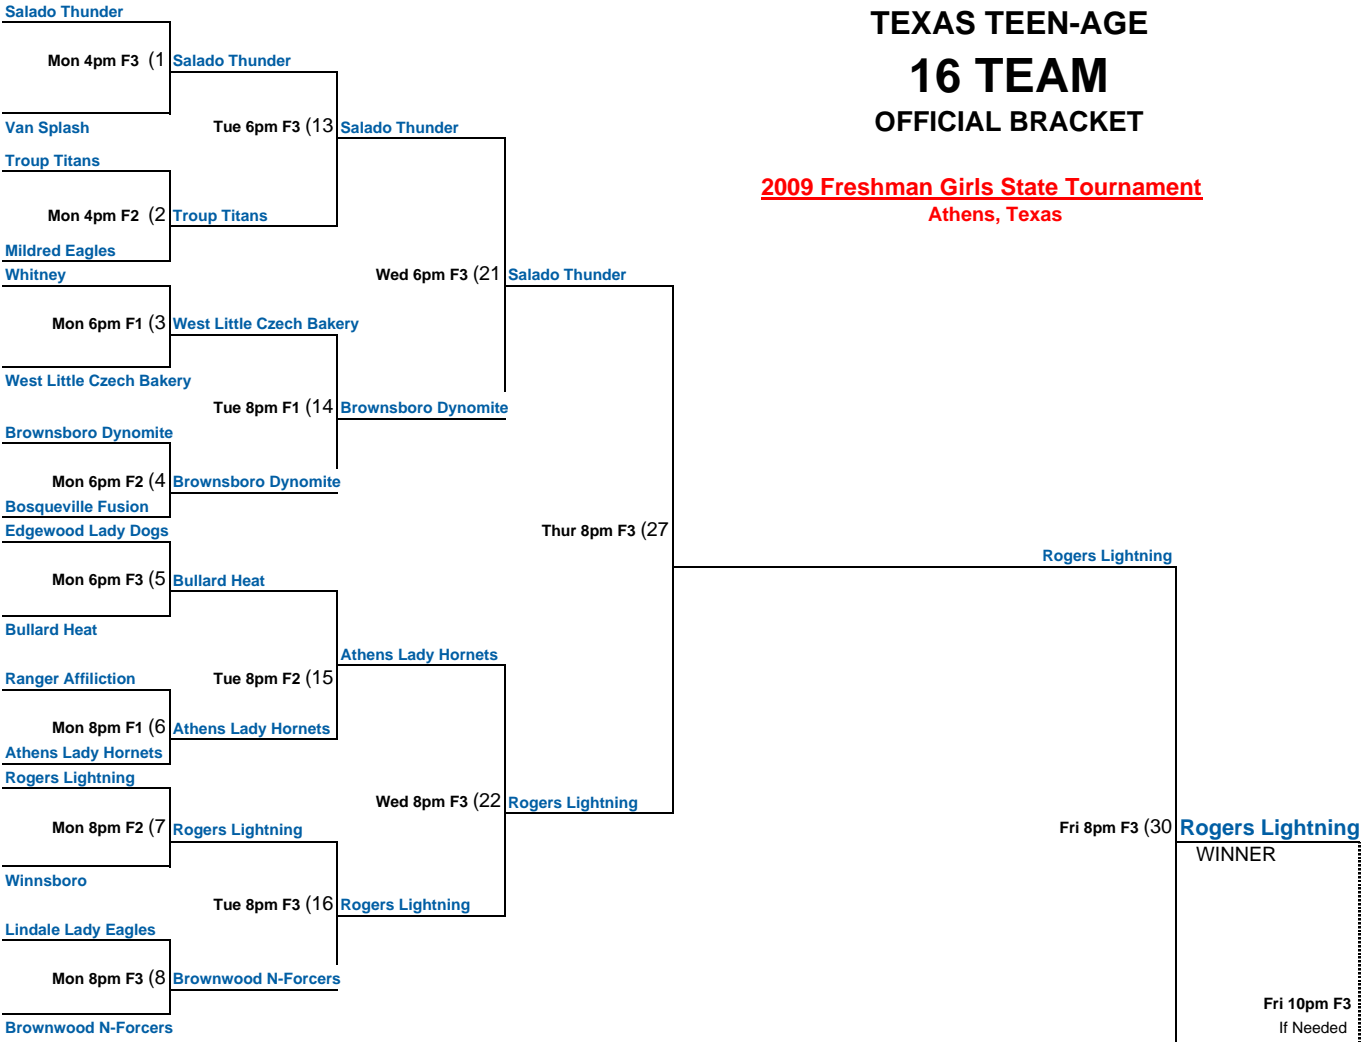 Salado Thunder
TEXAS TEEN-AGE
16 TEAM
OFFICIAL BRACKET
2009 Freshman Girls State Tournament
Athens, Texas
Mon 4pm F3 (1 Salado Thunder
Van Splash
Tue 6pm F3 (13 Salado Thunder
Troup Titans
Mon 4pm F2 (2 Troup Titans
Mildred Eagles
Whitney
Wed 6pm F3 (21 Salado Thunder
Mon 6pm F1 (3 West Little Czech Bakery
West Little Czech Bakery
Tue 8pm F1 (14 Brownsboro Dynomite
Brownsboro Dynomite
Mon 6pm F2 (4 Brownsboro Dynomite
Bosqueville Fusion
Edgewood Lady Dogs
Thur 8pm F3 (27
Rogers Lightning
Mon 6pm F3 (5 Bullard Heat
Bullard Heat
Athens Lady Hornets
Ranger Affiliction
Tue 8pm F2 (15
Mon 8pm F1 (6 Athens Lady Hornets
Athens Lady Hornets
Rogers Lightning
Wed 8pm F3 (22 Rogers Lightning
Mon 8pm F2 (7 Rogers Lightning
Fri 8pm F3 (30 Rogers Lightning
WINNER
Winnsboro
Tue 8pm F3 (16 Rogers Lightning
Lindale Lady Eagles
Mon 8pm F3 (8 Brownwood N-Forcers
Fri 10pm F3
Brownwood N-Forcers
If Needed